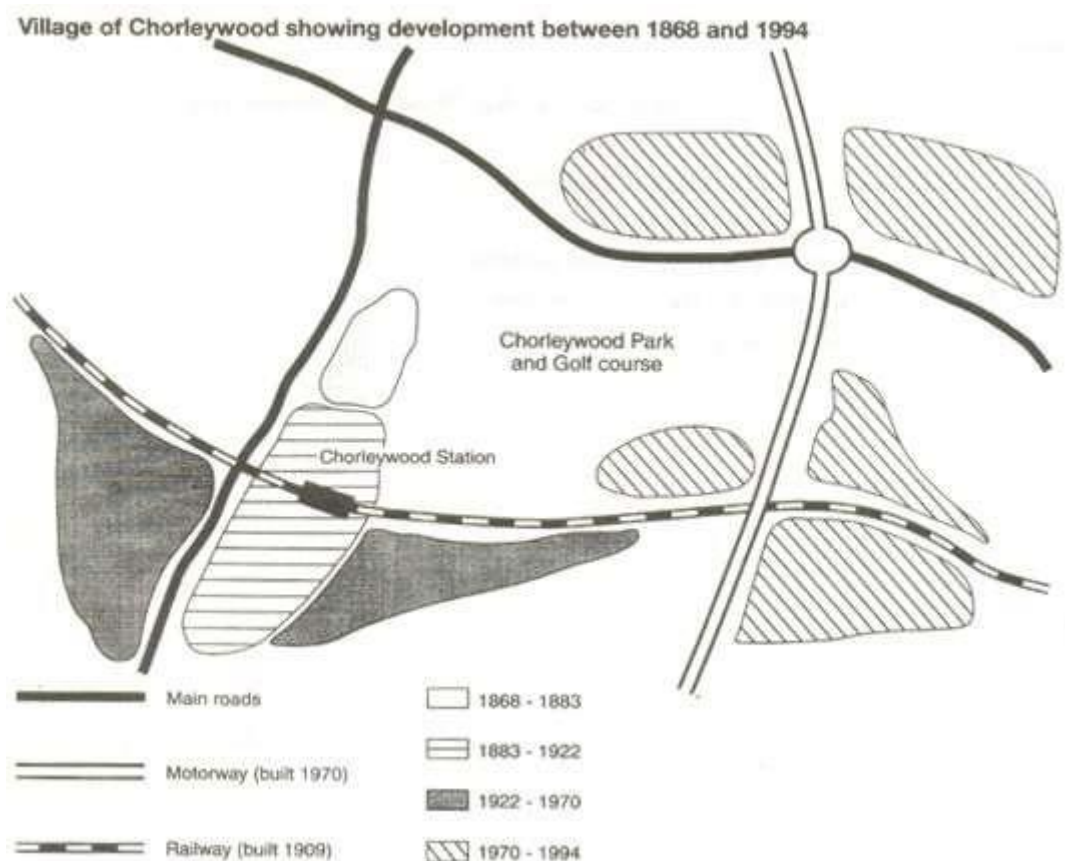 Village of Chorleywood showing development between 1868 and 1994
Chorleywood Park
and Golf course
Chorleywood Station
Main roads
Motorway (built 1970)
Railway (built 1909)
1868 - 1883
1883 - 1922
1922 - 1970
1970 - 1994